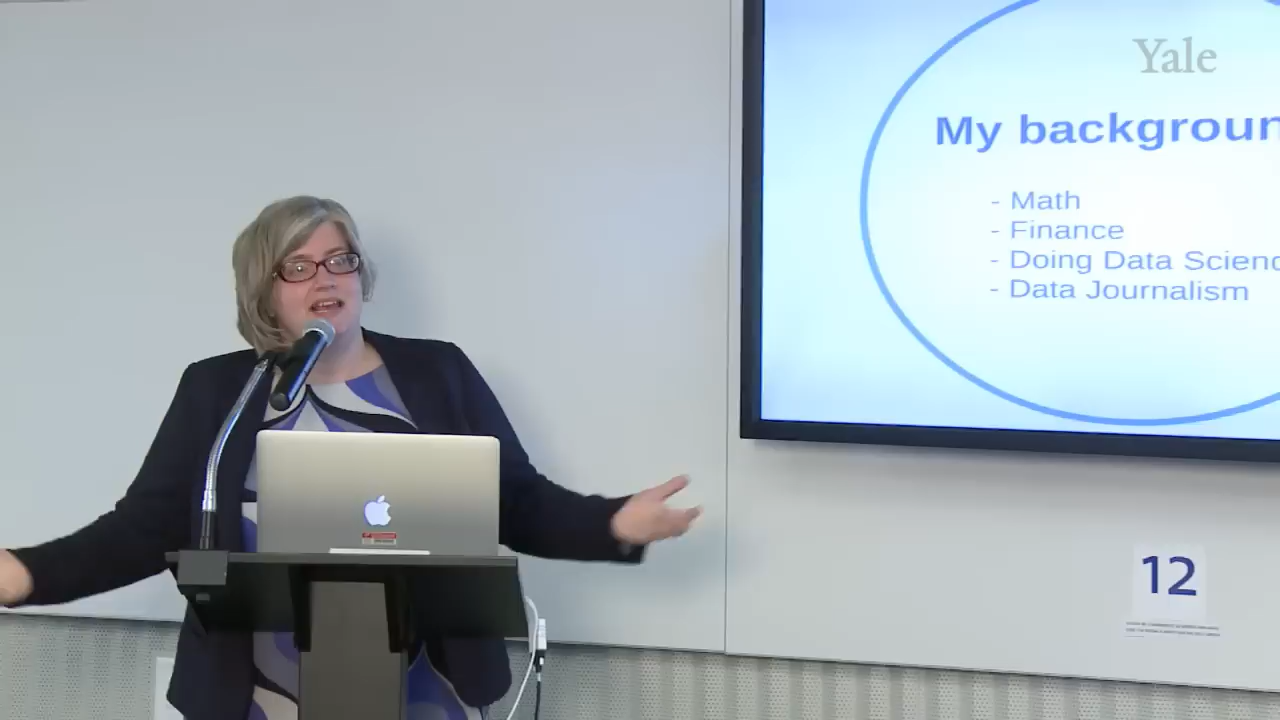 Yale
My backgroun
- Math
- Finance
- Doing Data Scienc
- Data Journalism
12